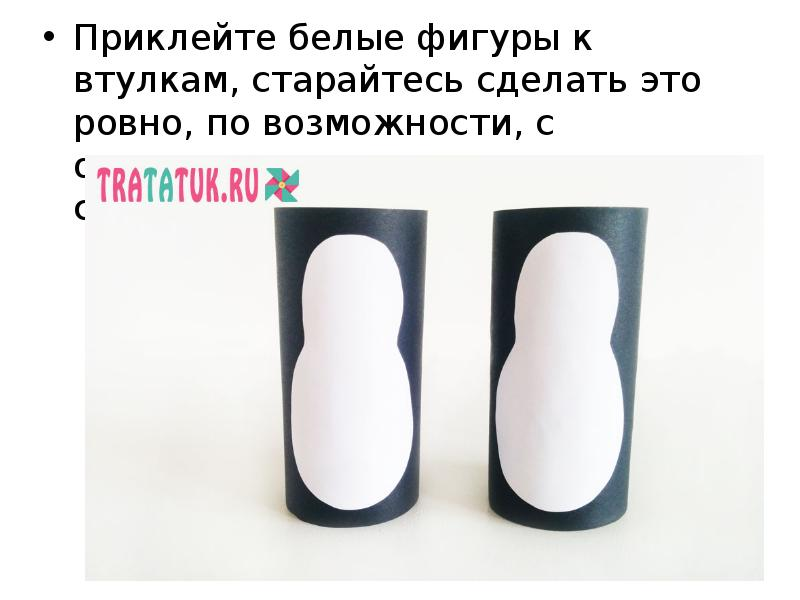 • Приклейте белые фигуры к
втулкам, старайтесь сделать это
ровно, по возможности, с
TRATATUK.RU